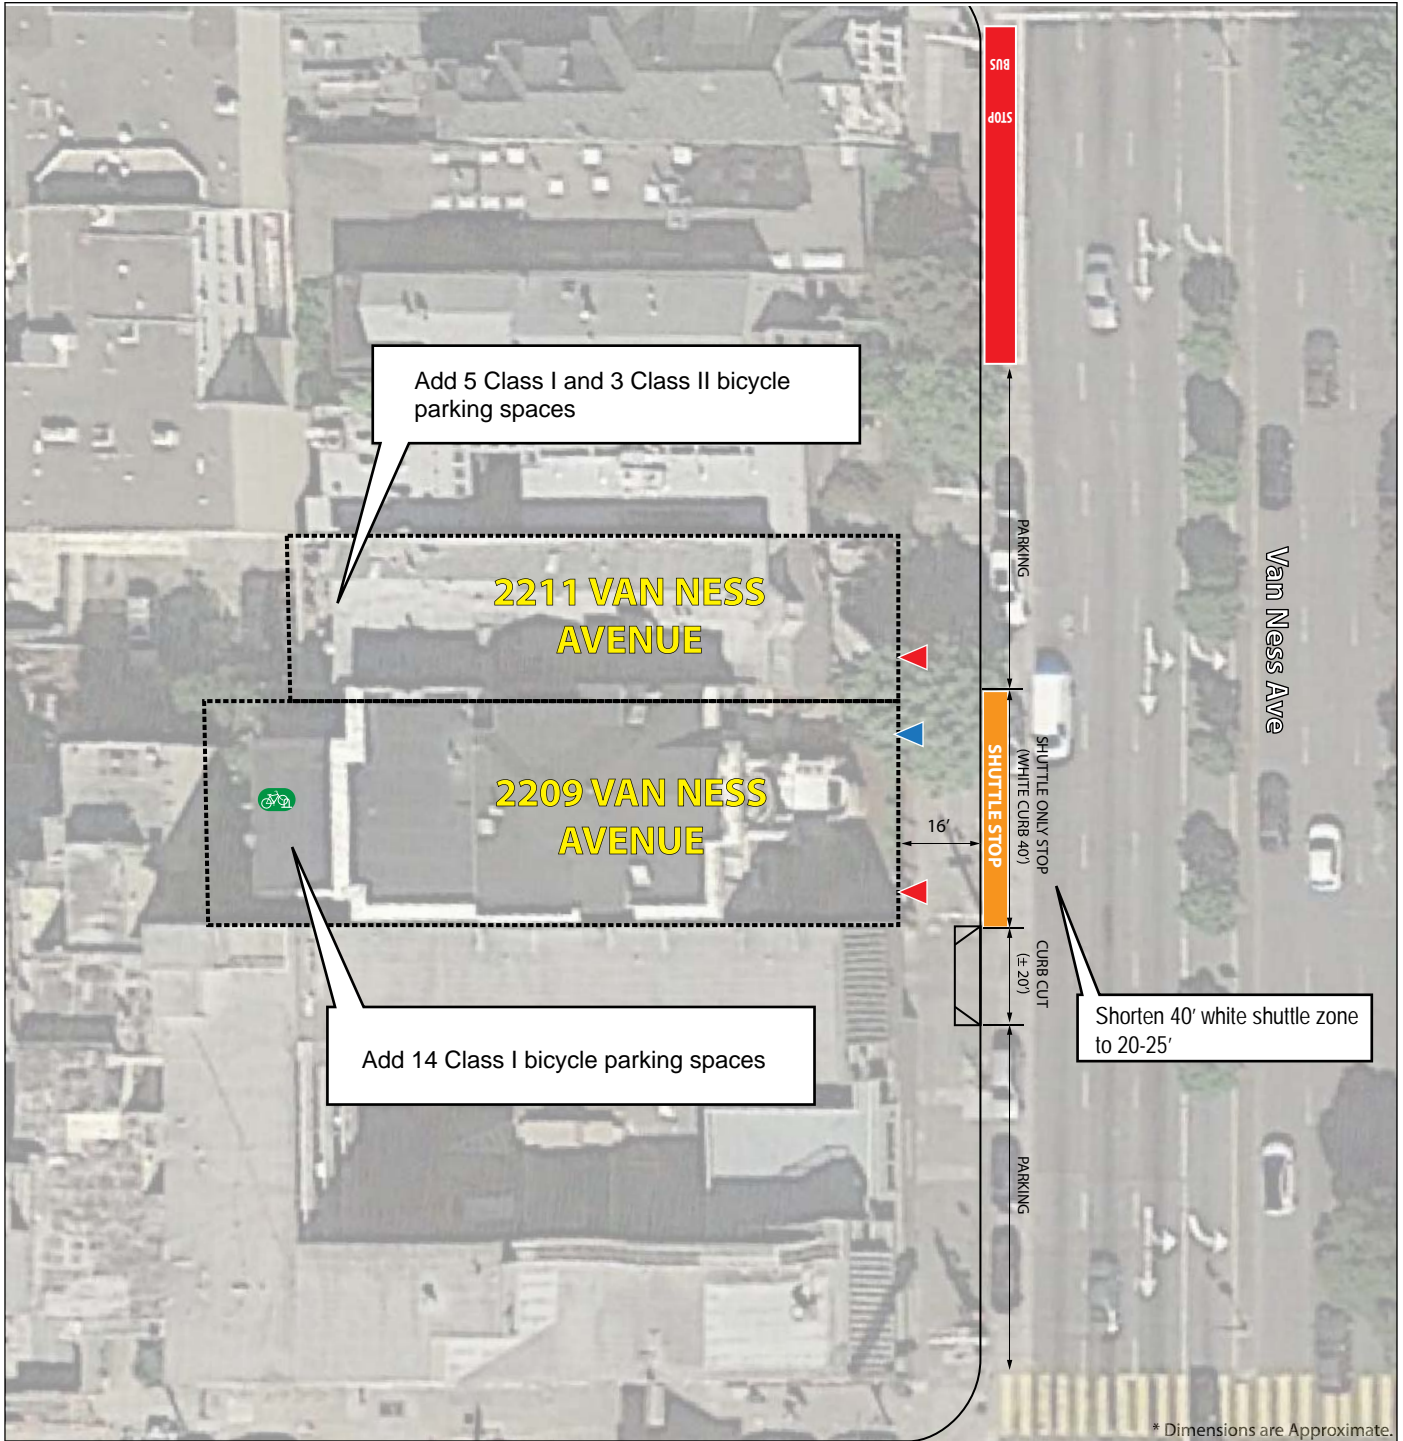 BUS STOP
Add 5 Class I and 3 Class II bicycle
parking spaces
PARKING
Van Ness Ave
2211 VAN NESS
AVENUE
2209 VAN NESS
AVENUE
16'
SHUTTLE STOP
SHUTTLE ONLY STOP
(WHITE CURB 40')
CURB CUT
(± 20')
Shorten 40' white shuttle zone
to 20-25'
Add 14 Class I bicycle parking spaces
PARKING
* Dimensions are Approximate.